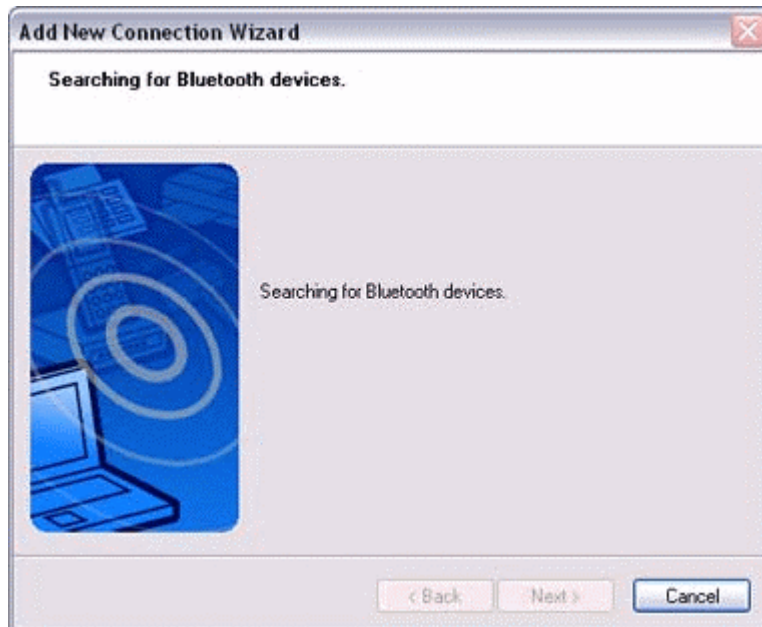 Add New Connection Wizard
Searching for Bluetooth devices.
Searching for Bluetooth devices.
< Back
Next >
Cancel